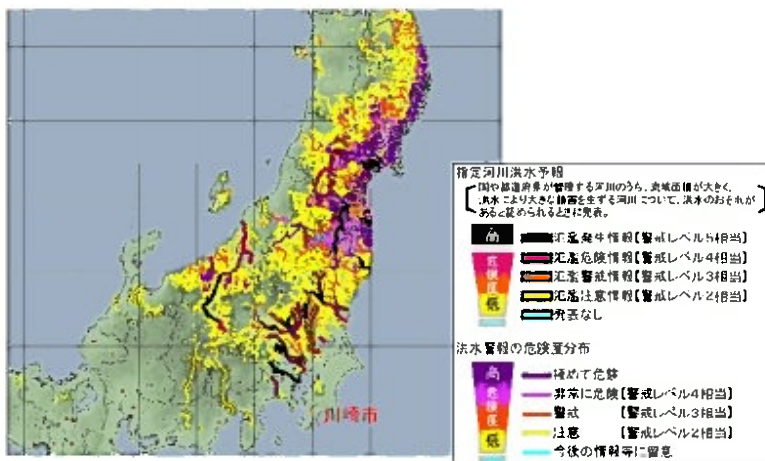 川崎市
指定河川洪水予報
国や都道府県が管理する河川のうち、流域面積が大きく、
洪水により大きな損害を生ずる河川について、洪水のおそれが
あると認められるときに発表。
高
危険度
低
氾濫発生情報【警戒レベル5相当】
氾濫危険情報【警戒レベル4相当】
氾濫警戒情報【警戒レベル3相当】
氾濫注意情報【警戒レベル2相当】
発表なし
洪水警報の危険度分布
高
危険度
低
極めて危険
非常に危険【警戒レベル4相当】
警戒 【警戒レベル3相当】
注意 【警戒レベル2相当】
今後の情報等に留意